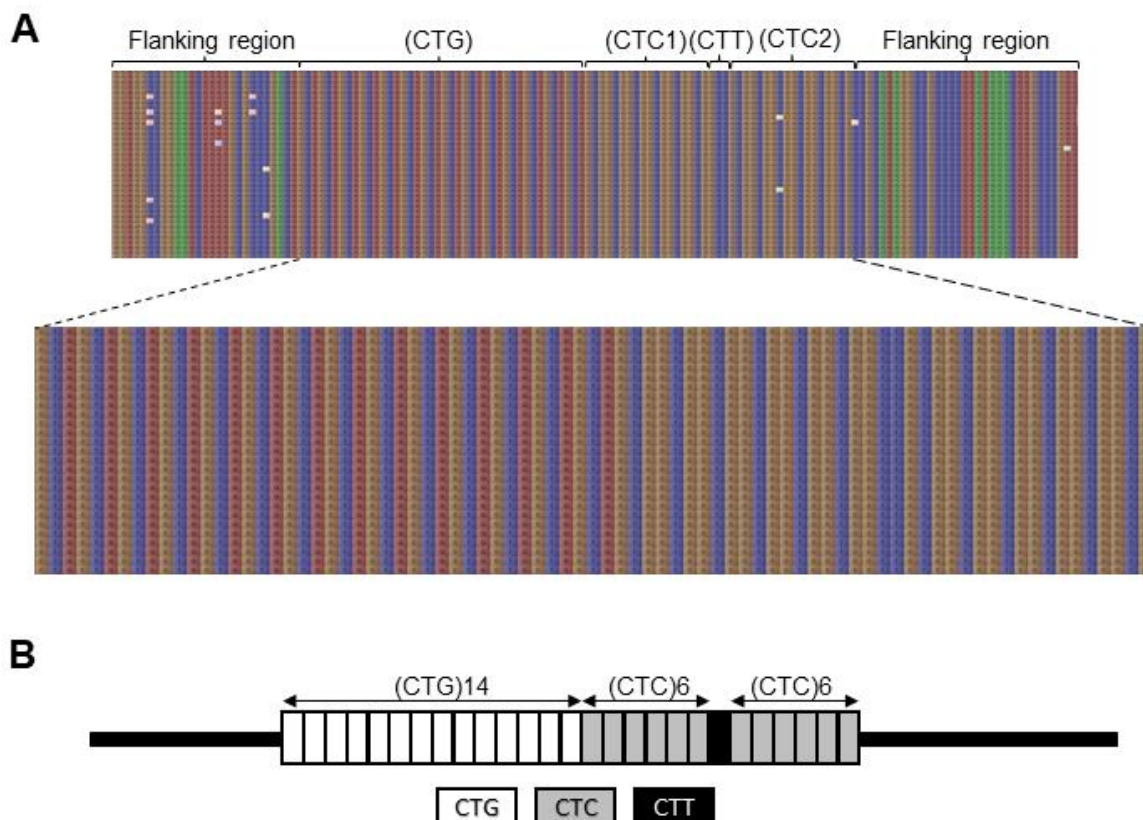 A
Flanking region (CTG) (CTC1)(CTT) (CTC2) Flanking region
B
(CTG)14 (CTC)6 (CTC)6
CTG CTC CTT